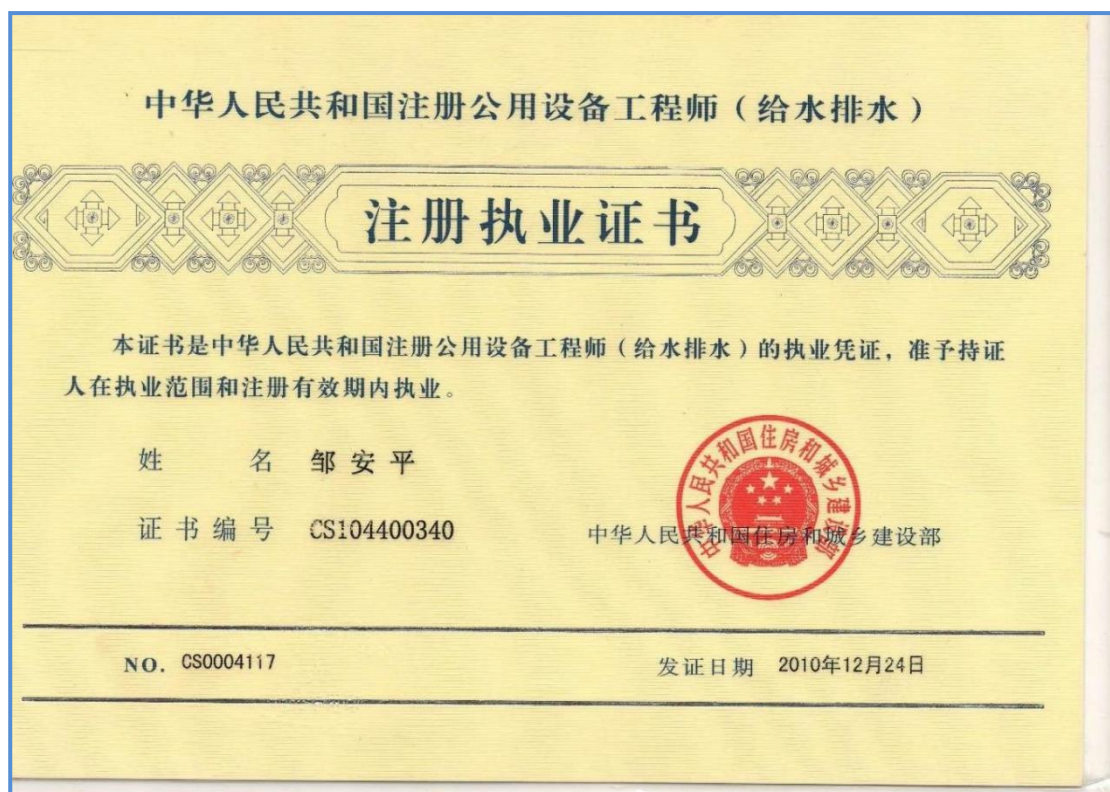 中华人民共和国注册公用设备工程师（给水排水）
注册执业证书
本证书是中华人民共和国注册公用设备工程师（给水排水）的执业凭证，准予持证
人在执业范围和注册有效期内执业。
姓名 邹安平
中华人民共和国住房和城乡建设部
证书编号 CS104400340
中华人民共和国住房和城乡建设部
NO. CS0004117
发证日期 2010年12月24日